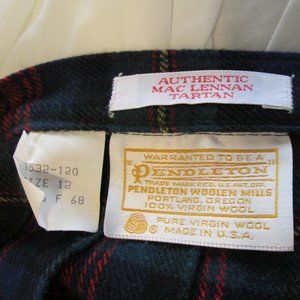 AUTHENTIC
MAC LENNAN
TARTAN
1532-120
SIZE 12
F 68
WARRANTED TO BE A
"PENDLETON"
TRADE MARK REG. U.S. PAT. OFF.
PENDLETON WOOLEN MILLS
PORTLAND, OREGON
100% VIRGIN WOOL
PURE VIRGIN WOOL
MADE IN U.S.A.